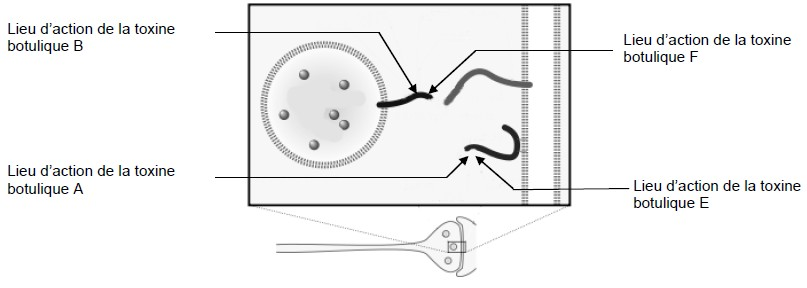 Lieu d’action de la toxine
botulique B
Lieu d’action de la toxine
botulique F
Lieu d’action de la toxine
botulique A
Lieu d’action de la toxine
botulique E